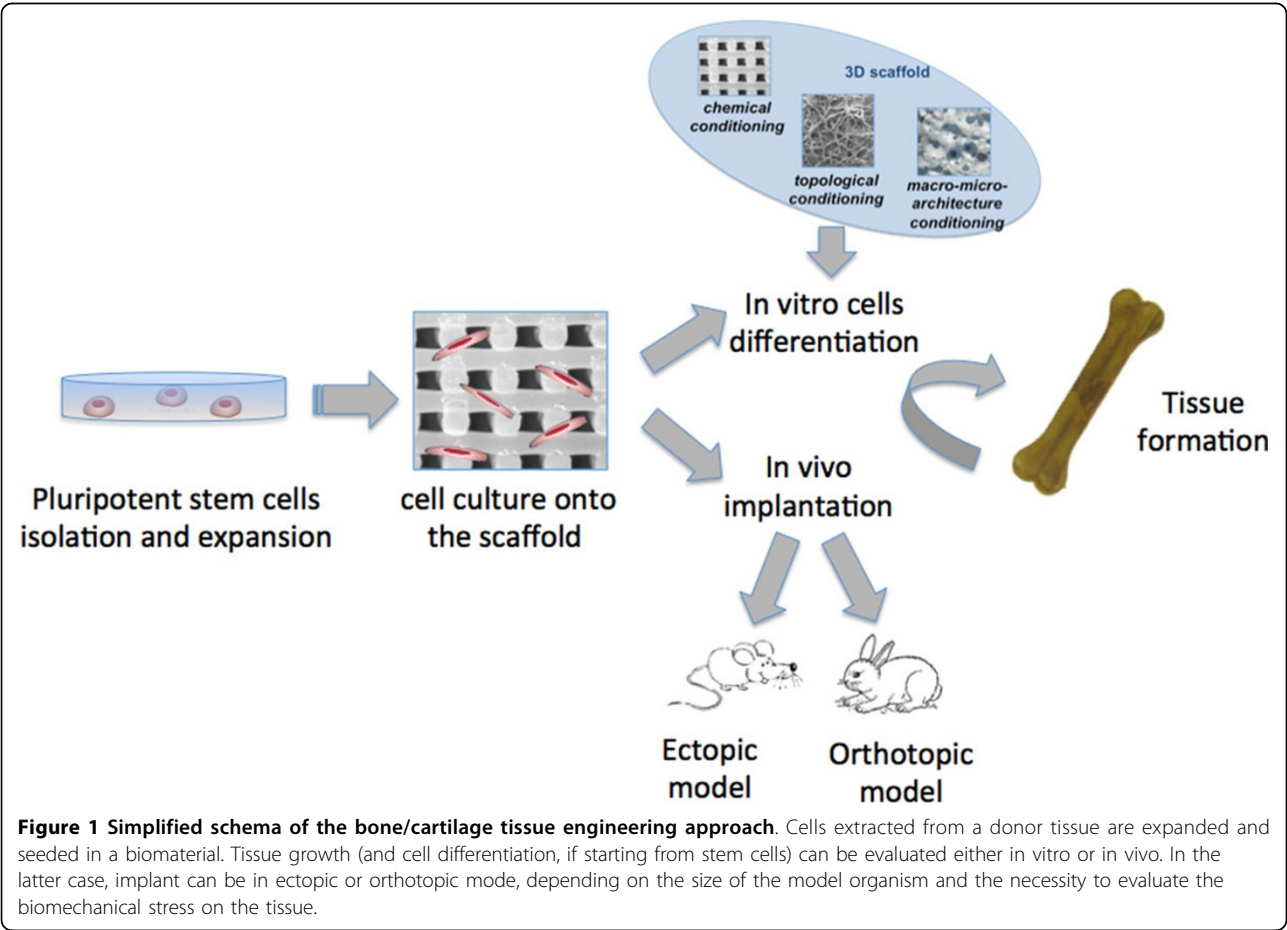 3D scaffold
chemical
conditioning
topological
conditioning
macro-micro-
architecture
conditioning
In vitro cells
differentiation
Pluripotent stem cells
isolation and expansion
cell culture onto
the scaffold
In vivo
implantation
Tissue
formation
Ectopic
model
Orthotopic
model
Figure 1 Simplified schema of the bone/cartilage tissue engineering approach. Cells extracted from a donor tissue are expanded and
seeded in a biomaterial. Tissue growth (and cell differentiation, if starting from stem cells) can be evaluated either in vitro or in vivo. In the
latter case, implant can be in ectopic or orthotopic mode, depending on the size of the model organism and the necessity to evaluate the
biomechanical stress on the tissue.